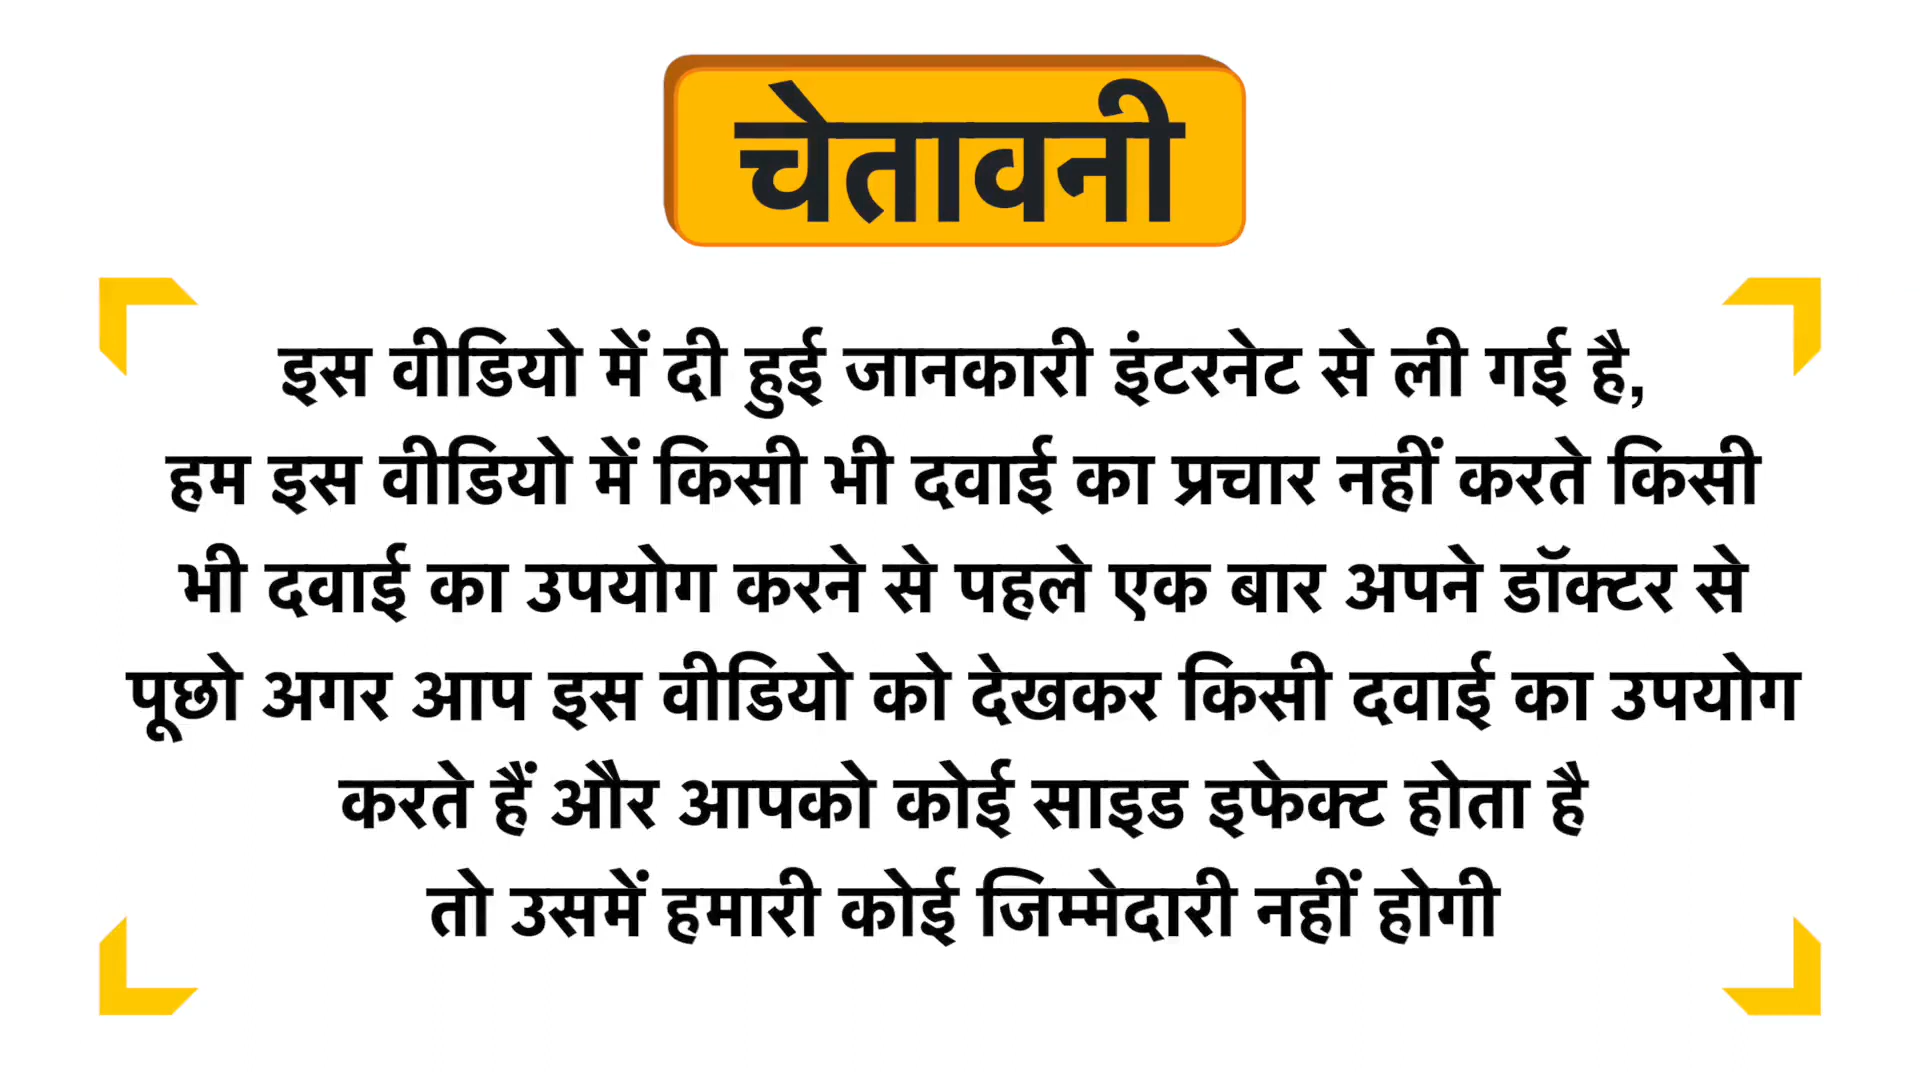 चेतावनी
इस वीडियो में दी हुई जानकारी इंटरनेट से ली गई है,
हम इस वीडियो में किसी भी दवाई का प्रचार नहीं करते किसी
भी दवाई का उपयोग करने से पहले एक बार अपने डॉक्टर से
पूछो अगर आप इस वीडियो को देखकर किसी दवाई का उपयोग
करते हैं और आपको कोई साइड इफेक्ट होता है
तो उसमें हमारी कोई जिम्मेदारी नहीं होगी